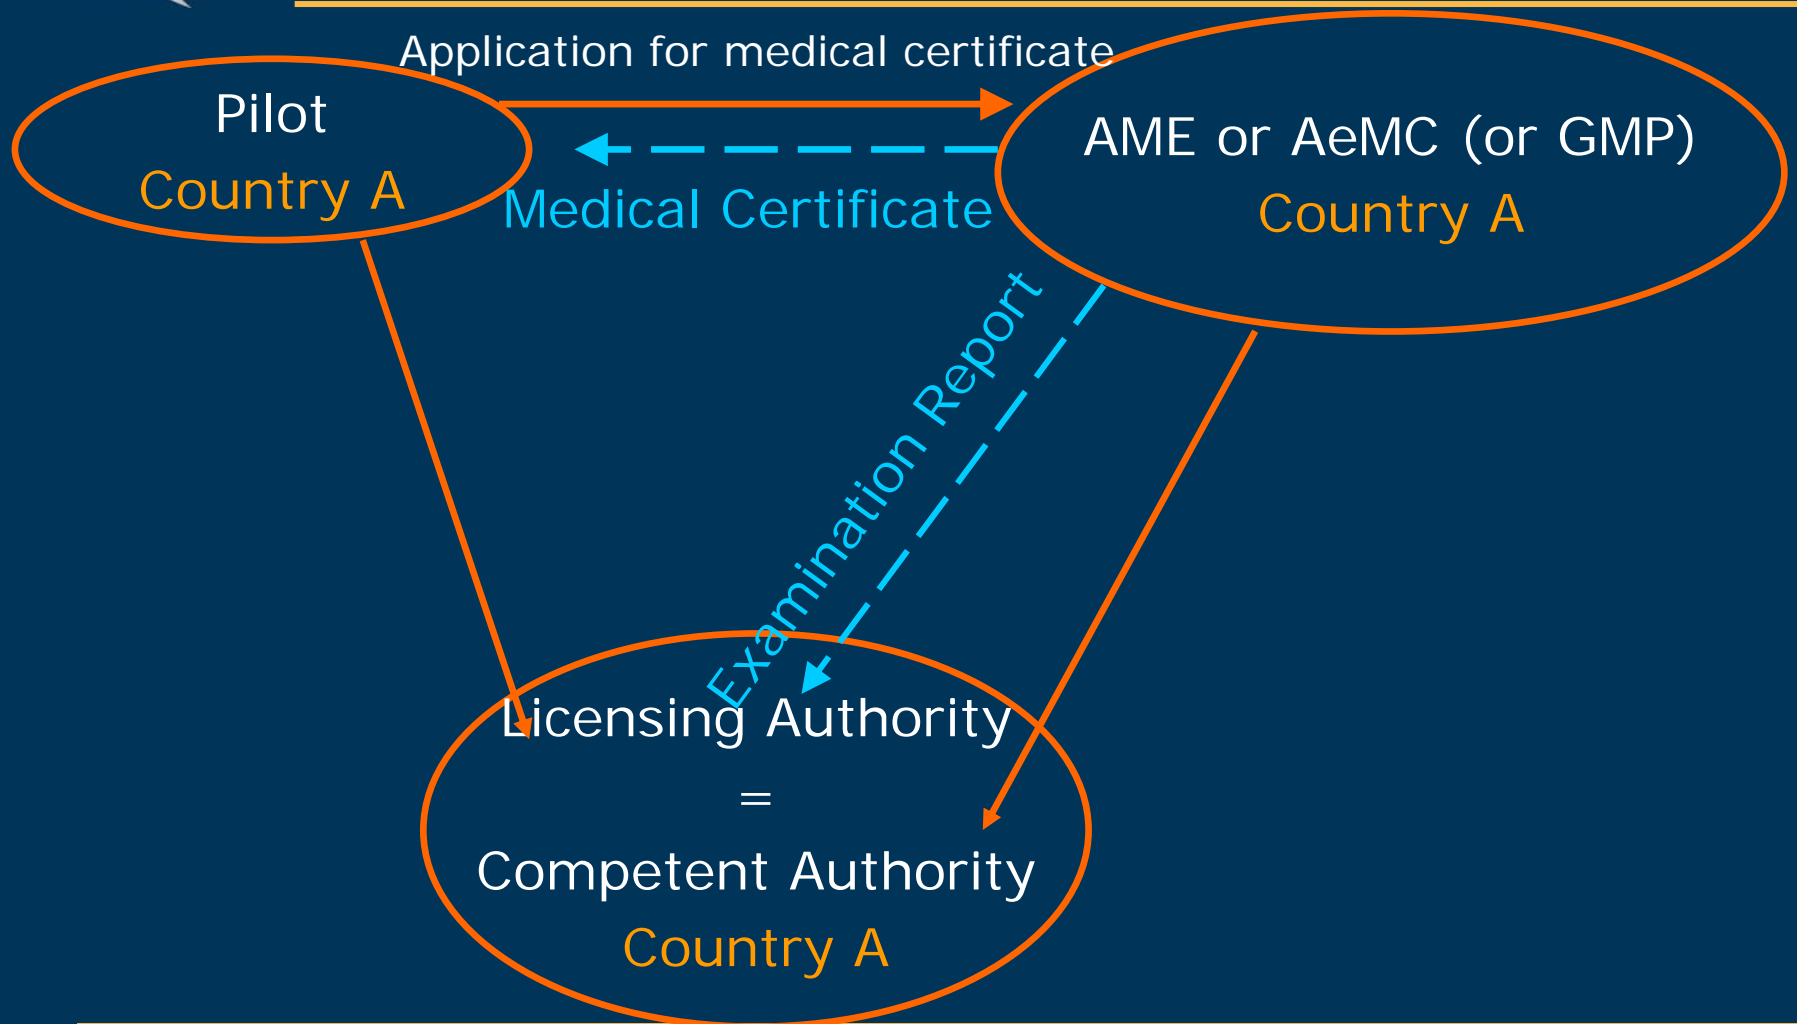 Application for medical certificate
Pilot
Country A
AME or AeMC (or GMP)
Country A
Medical Certificate
Examination Report
Licensing Authority
=
Competent Authority
Country A